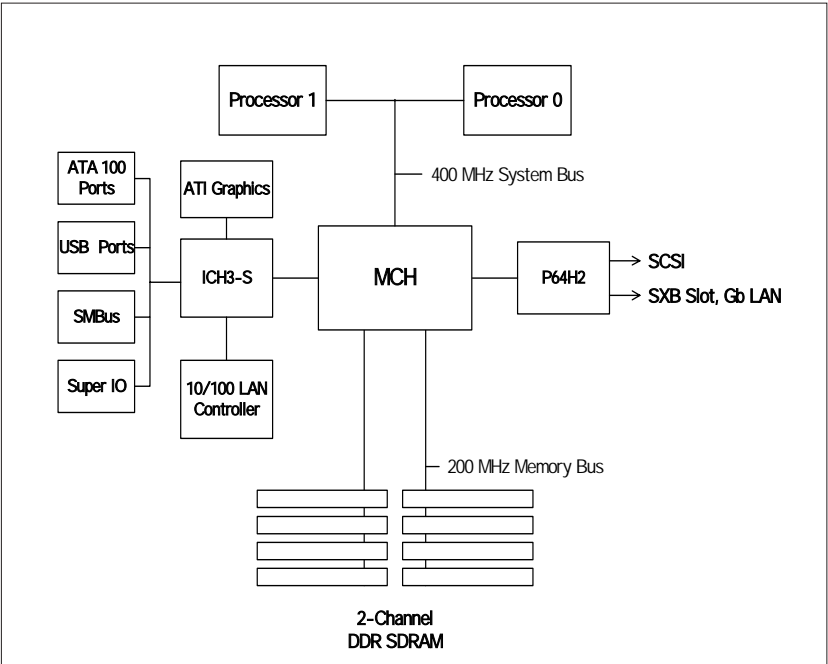 Processor 1
Processor 0
400 MHz System Bus
ATA 100
Ports
ATI Graphics
USB Ports
ICH3-S
MCH
P64H2
SCSI
SXB Slot, Gb LAN
SMBus
Super IO
10/100 LAN
Controller
200 MHz Memory Bus
2-Channel
DDR SDRAM